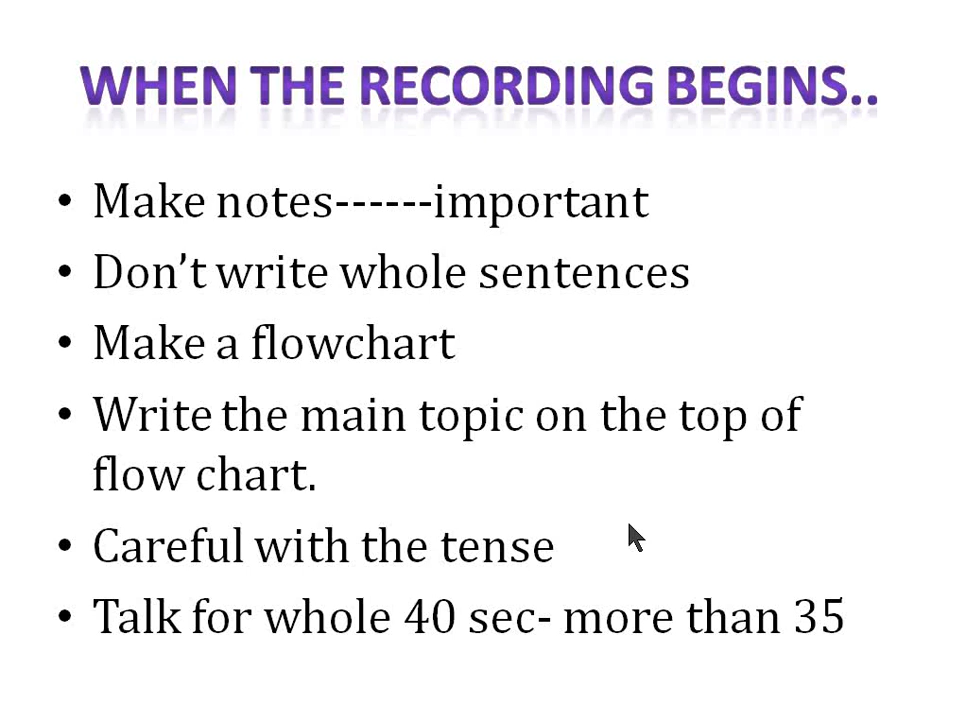 WHEN THE RECORDING BEGINS..
• Make notes------important
• Don’t write whole sentences
• Make a flowchart
• Write the main topic on the top of
flow chart.
• Careful with the tense
• Talk for whole 40 sec- more than 35